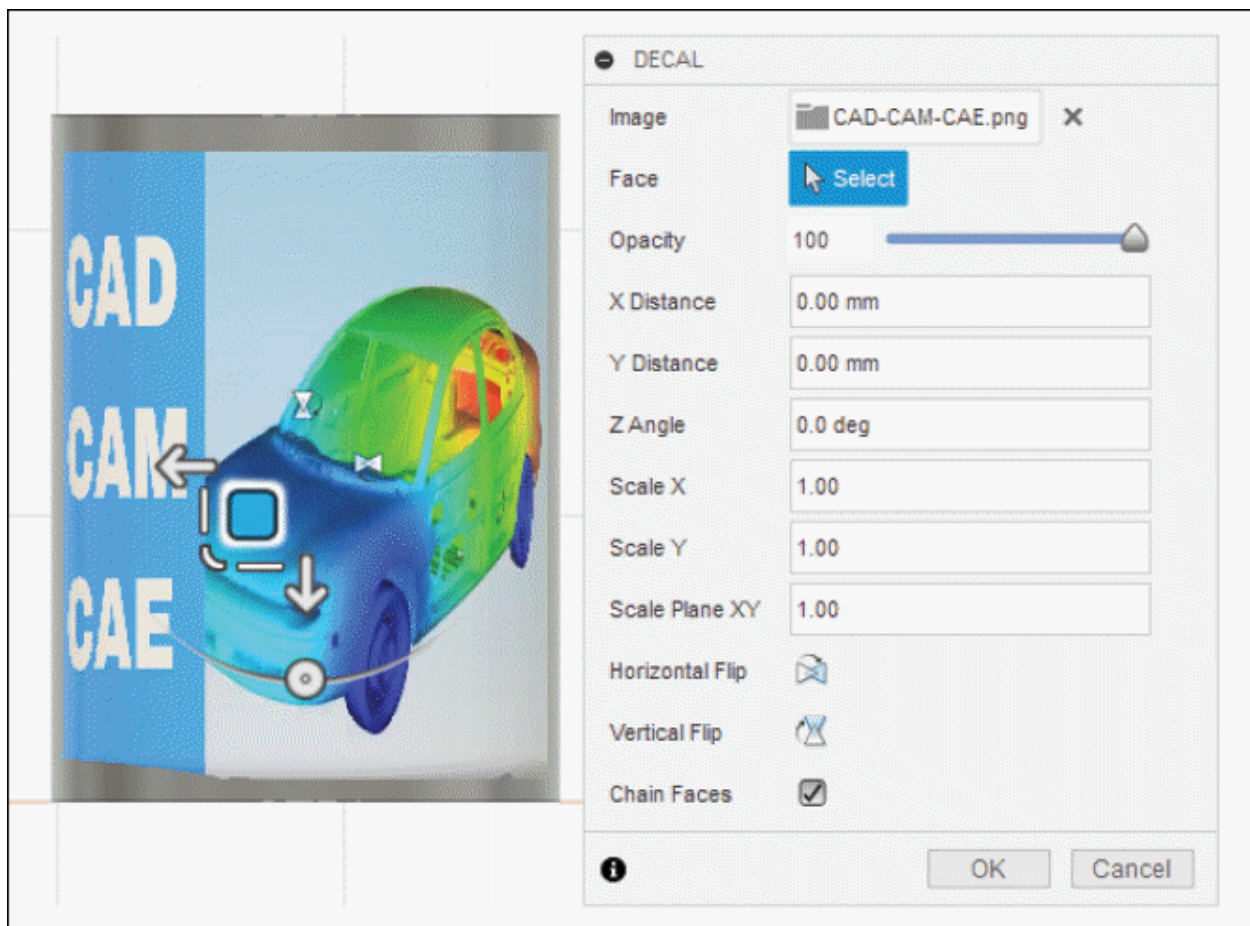 CAD
CAM
CAE
DECAL
Image CAD-CAM-CAE.png
Face Select
Opacity 100
X Distance 0.00 mm
Y Distance 0.00 mm
Z Angle 0.0 deg
Scale X 1.00
Scale Y 1.00
Scale Plane XY 1.00
Horizontal Flip
Vertical Flip
Chain Faces
OK Cancel